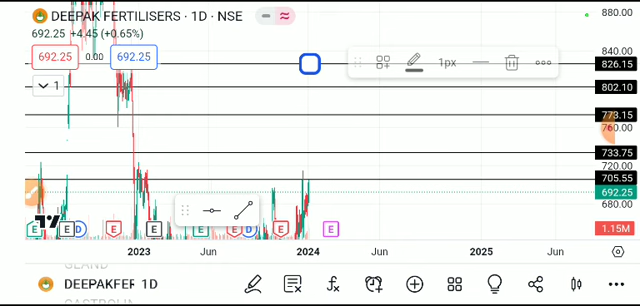 DEEPAK FERTILISERS · 1D · NSE
692.25 +4.45 (+0.65%)
692.25 0.00 692.25
1
1px
880.00
840.00
826.15
802.10
773.15
760.00
733.75
720.00
705.55
692.25
680.00
1.15M
E E D E E E E D E E
2023 Jun 2024 Jun 2025 Jun
DEEPAKFER 1D